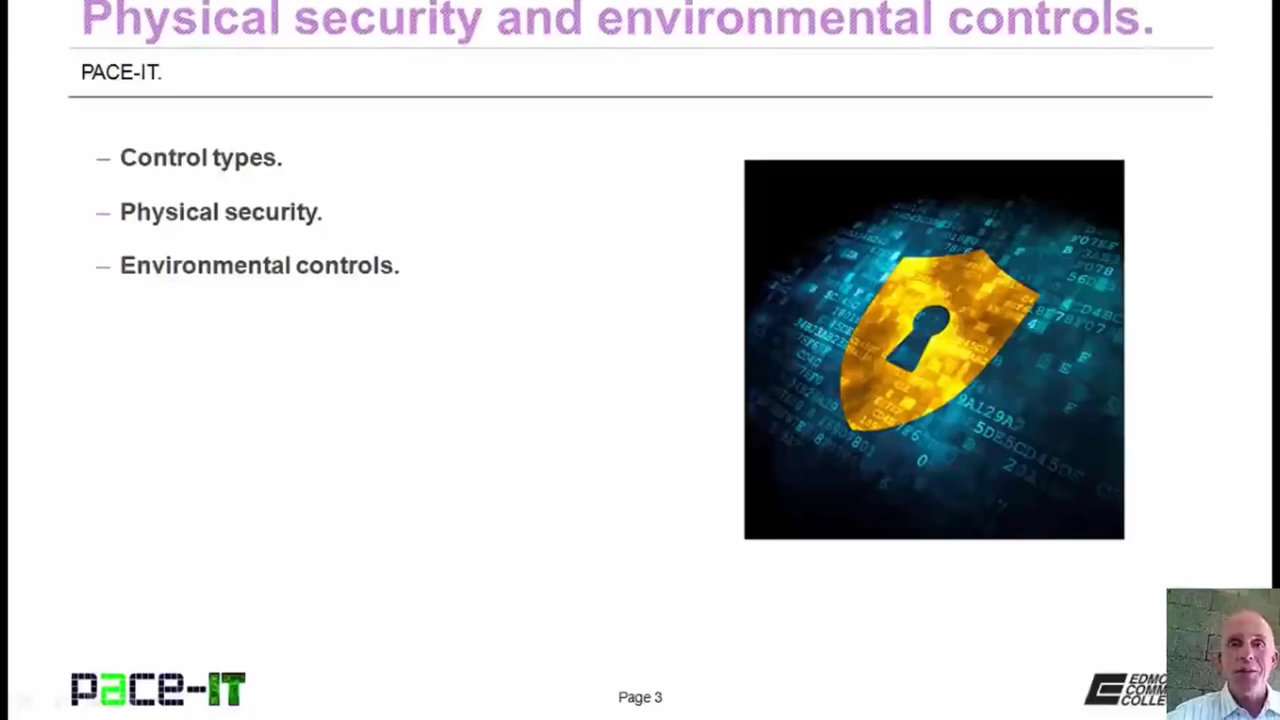 Physical security and environmental controls.
PACE-IT.
– Control types.
– Physical security.
– Environmental controls.
pace-IT
Page 3